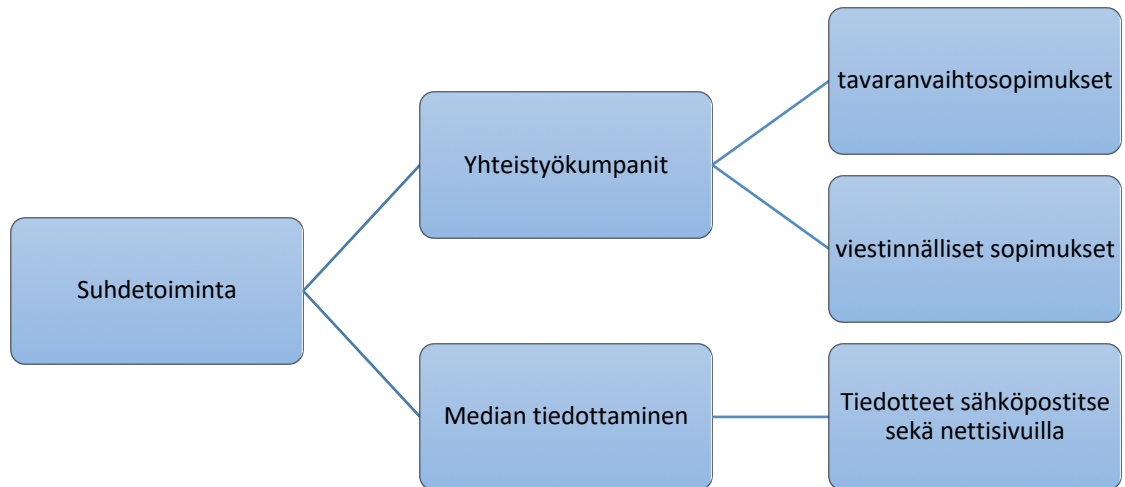 Suhdetoiminta
Yhteistyökumpanit
tavaranvaihtosopimukset
viestinnälliset sopimukset
Median tiedottaminen
Tiedotteet sähköpostitse
sekä nettisivuilla